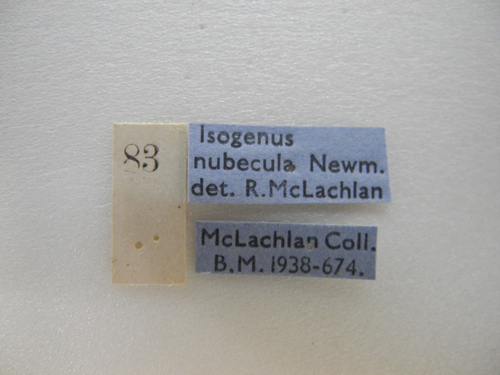 83
Isogenus
nubecula Newm.
det. R.McLachlan
McLachlan Coll.
B.M. 1938-674.